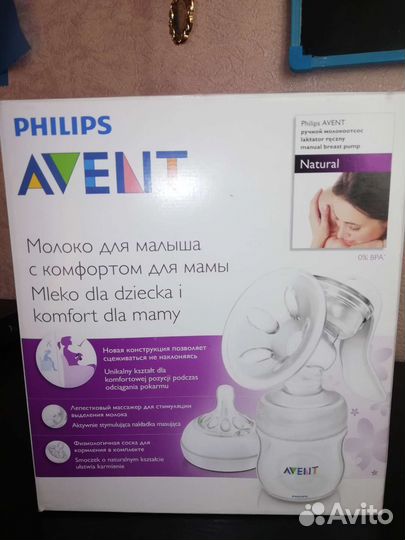 PHILIPS
AVENT
Philips AVENT
ручной молокоотсос
laktator ręczny
manual breast pump
Natural
0% BPA*
Молоко для малыша
с комфортом для мамы
Mleko dla dziecka i
komfort dla mamy
Новая конструкция позволяет
сцеживаться не наклоняясь
Unikalny kształt dla
komfortowej pozycji podczas
odciągania pokarmu
Лепестковый массажер для стимуляции
выделения молока
Aktywnie stymulująca nakładka masująca
Физиологичная соска для
кормления в комплекте
Smoczek o naturalnym kształcie
ułatwia karmienie
AVENT
PHILIPS
Avito